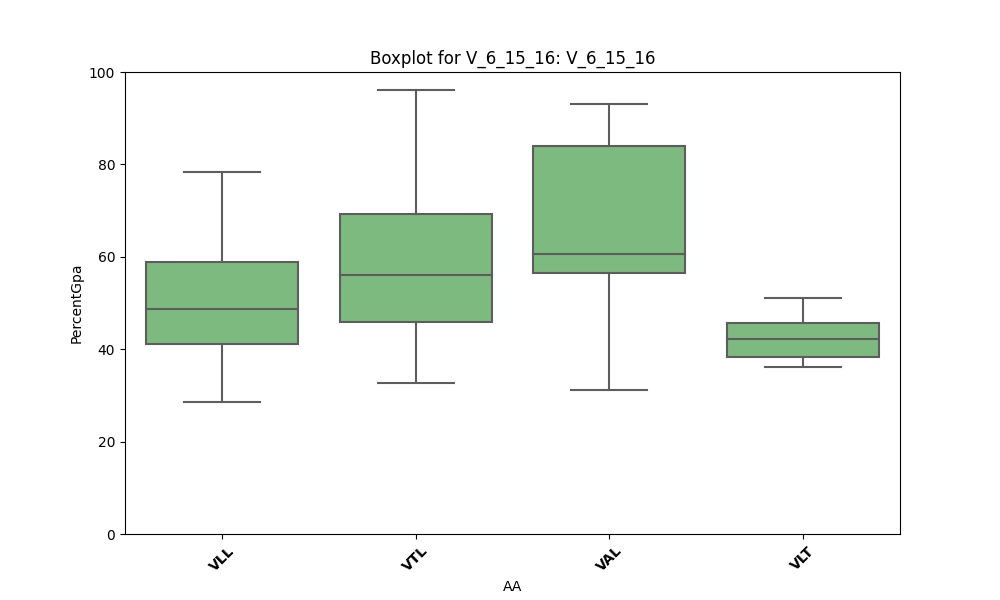 Boxplot for V_6_15_16: V_6_15_16
100
80
60
40
20
0
PercentGpa
VLL
VTL
VAL
VLT
AA